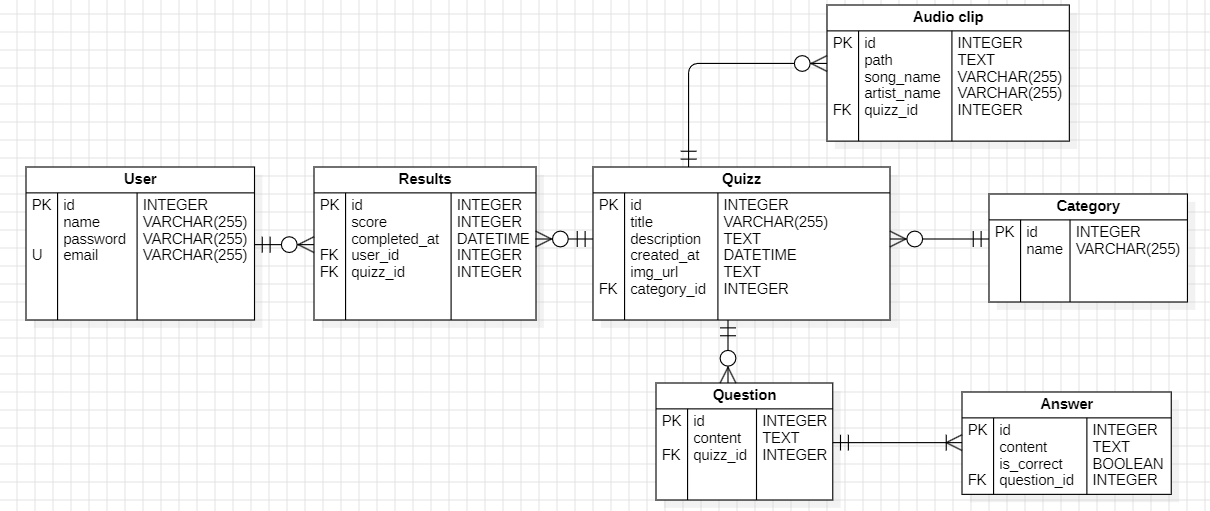 Audio clip
PK id INTEGER
path TEXT
song_name VARCHAR(255)
artist_name VARCHAR(255)
FK quizz_id INTEGER
User
PK id INTEGER
name VARCHAR(255)
password VARCHAR(255)
U email VARCHAR(255)
Results
PK id INTEGER
score INTEGER
completed_at DATETIME
FK user_id INTEGER
FK quizz_id INTEGER
Quizz
PK id INTEGER
title VARCHAR(255)
description TEXT
created_at DATETIME
img_url TEXT
FK category_id INTEGER
Category
PK id INTEGER
name VARCHAR(255)
Question
PK id INTEGER
content TEXT
FK quizz_id INTEGER
Answer
PK id INTEGER
content TEXT
is_correct BOOLEAN
FK question_id INTEGER